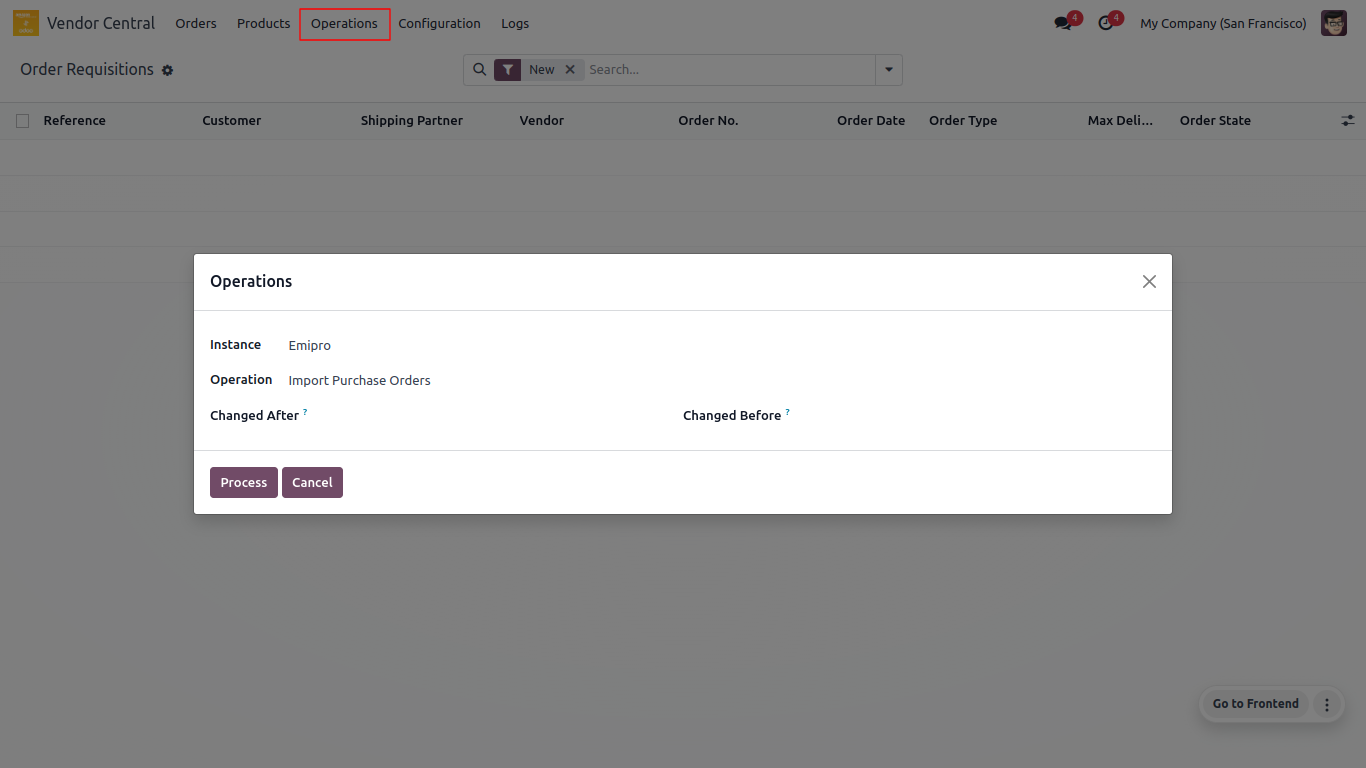 Vendor Central Orders Products Operations Configuration Logs 4 4 My Company (San Francisco)
Order Requisitions New Search...
Reference Customer Shipping Partner Vendor Order No. Order Date Order Type Max Deli... Order State
Operations
Instance Emipro
Operation Import Purchase Orders
Changed After ? Changed Before ?
Process Cancel
Go to Frontend